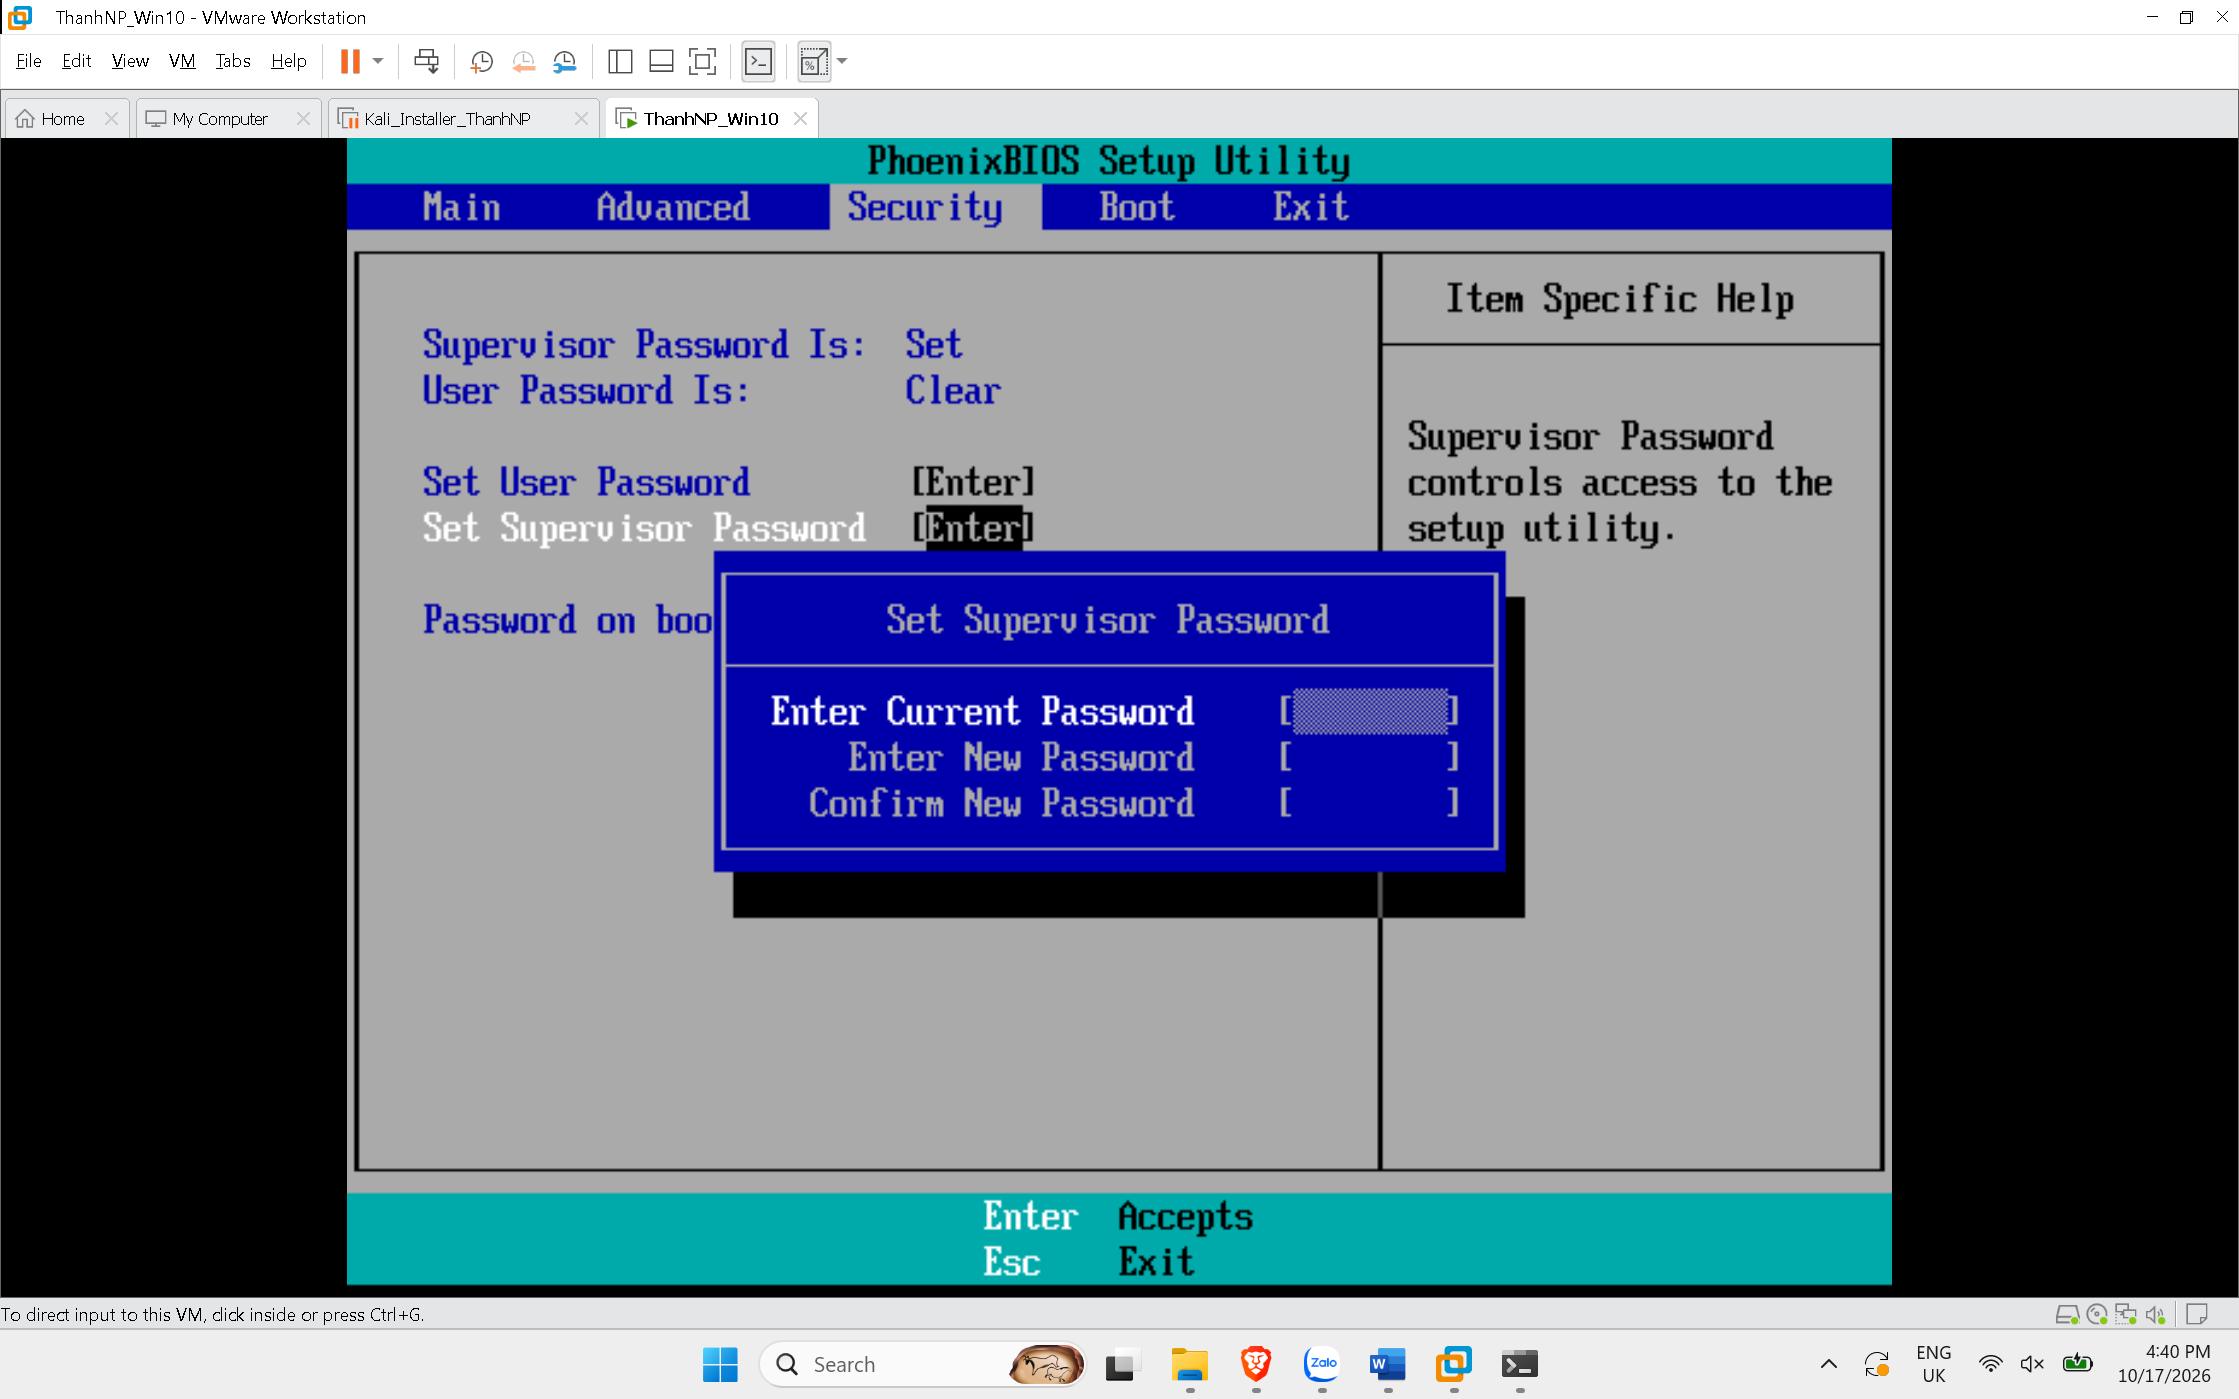 ThanhNP_Win10 - VMware Workstation
File Edit View VM Tabs Help
Home My Computer Kali_Installer_ThanhNP ThanhNP_Win10
PhoenixBIOS Setup Utility
Main Advanced Security Boot Exit
Item Specific Help
Supervisor Password Is: Set
User Password Is: Clear
Set User Password [Enter]
Set Supervisor Password [Enter]
Password on boo
Supervisor Password
controls access to the
setup utility.
Set Supervisor Password
Enter Current Password [ ]
Enter New Password [ ]
Confirm New Password [ ]
Enter Accepts
Esc Exit
To direct input to this VM, click inside or press Ctrl+G.
Search
Zalo
W
ENG
UK
4:40 PM
10/17/2026